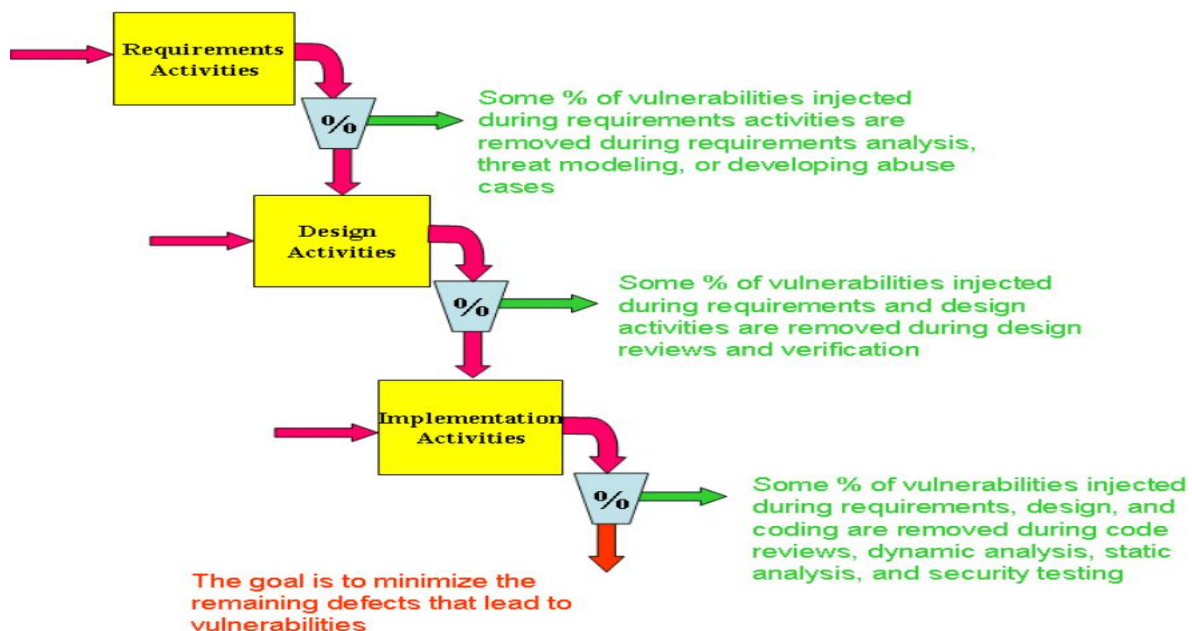 Requirements
Activities
%
Some % of vulnerabilities injected
during requirements activities are
removed during requirements analysis,
threat modeling, or developing abuse
cases
Design
Activities
%
Some % of vulnerabilities injected
during requirements and design
activities are removed during design
reviews and verification
Implementation
Activities
%
Some % of vulnerabilities injected
during requirements, design, and
coding are removed during code
reviews, dynamic analysis, static
analysis, and security testing
The goal is to minimize the
remaining defects that lead to
vulnerabilities